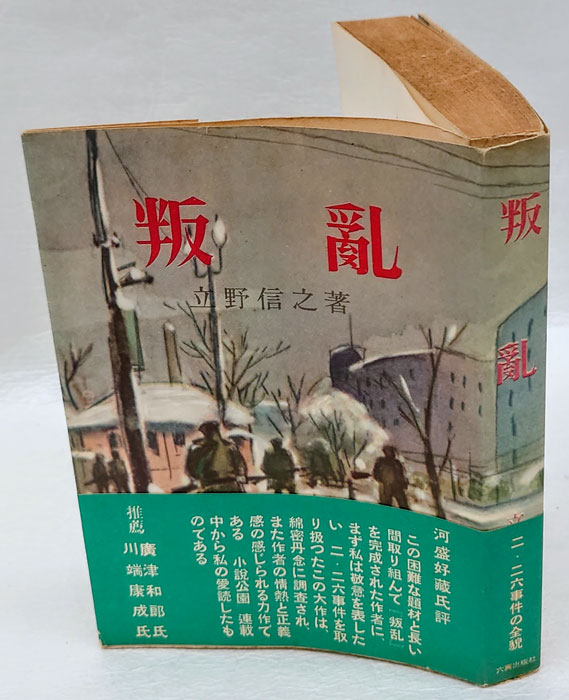 叛亂
立野信之著
河盛好藏氏評
この困難な題材と長い
間取り組んで「叛乱」
を完成された作者に、
まず私は敬意を表した
い 二・二六事件を取
り扱つたこの大作は、
綿密丹念に調査され、
また作者の情熱と正義
感の感じられる力作で
ある 小說公園 連載
中から私の愛読したも
のである
推薦
廣津和郎氏
川端康成氏
叛亂
二・二六事件の全貌
六興出版社